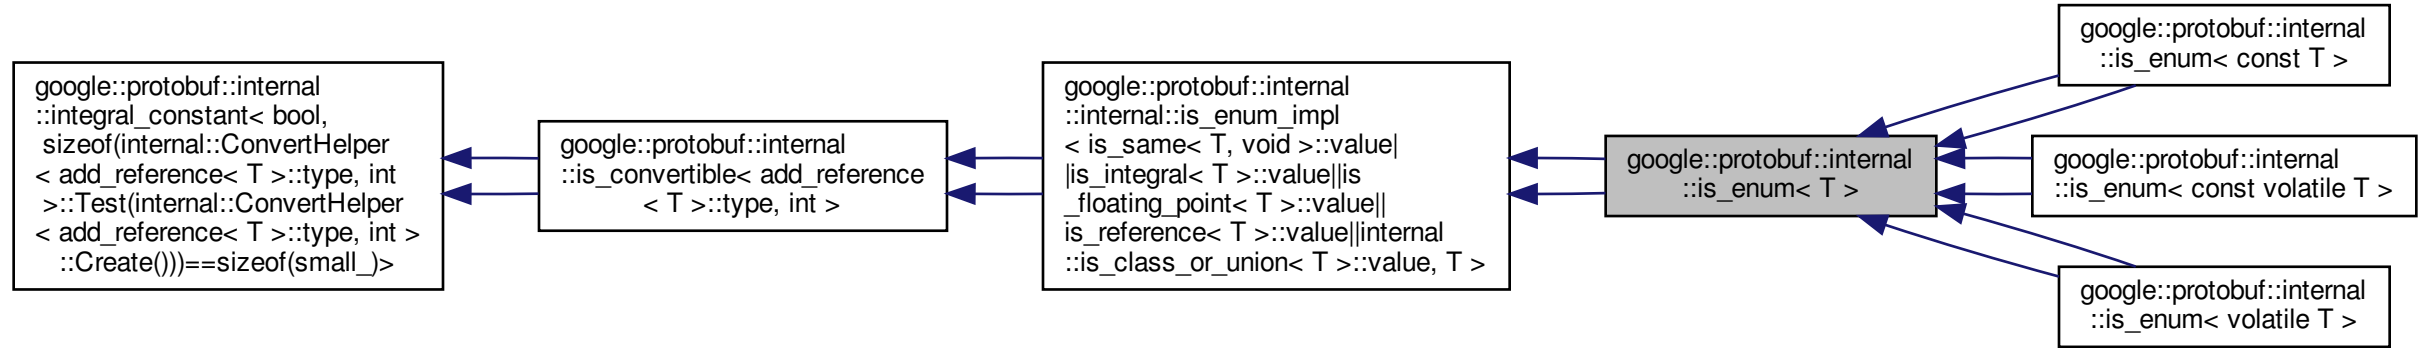 google::protobuf::internal
::integral_constant< bool,
sizeof(internal::ConvertHelper
< add_reference< T >::type, int
>::Test(internal::ConvertHelper
< add_reference< T >::type, int >
::Create()))==sizeof(small_)>
google::protobuf::internal
::is_convertible< add_reference
< T >::type, int >
google::protobuf::internal
::internal::is_enum_impl
< is_same< T, void >::value|
|is_integral< T >::value||is
_floating_point< T >::value||
is_reference< T >::value||internal
::is_class_or_union< T >::value, T >
google::protobuf::internal
::is_enum< T >
google::protobuf::internal
::is_enum< const T >
google::protobuf::internal
::is_enum< const volatile T >
google::protobuf::internal
::is_enum< volatile T >